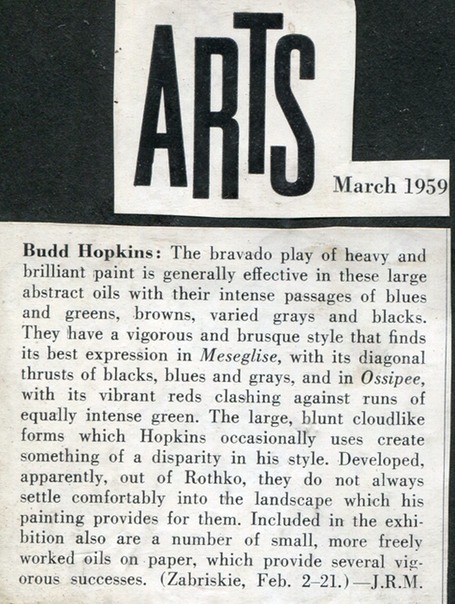 ARTS
March 1959
Budd Hopkins: The bravado play of heavy and
brilliant paint is generally effective in these large
abstract oils with their intense passages of blues
and greens, browns, varied grays and blacks.
They have a vigorous and brusque style that finds
its best expression in Meseglise, with its diagonal
thrusts of blacks, blues and grays, and in Ossipee,
with its vibrant reds clashing against runs of
equally intense green. The large, blunt cloudlike
forms which Hopkins occasionally uses create
something of a disparity in his style. Developed,
apparently, out of Rothko, they do not always
settle comfortably into the landscape which his
painting provides for them. Included in the exhi-
bition also are a number of small, more freely
worked oils on paper, which provide several vig-
orous successes. (Zabriskie, Feb. 2–21.)—J.R.M.